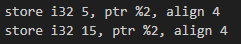 store i32 5, ptr %2, align 4
store i32 15, ptr %2, align 4